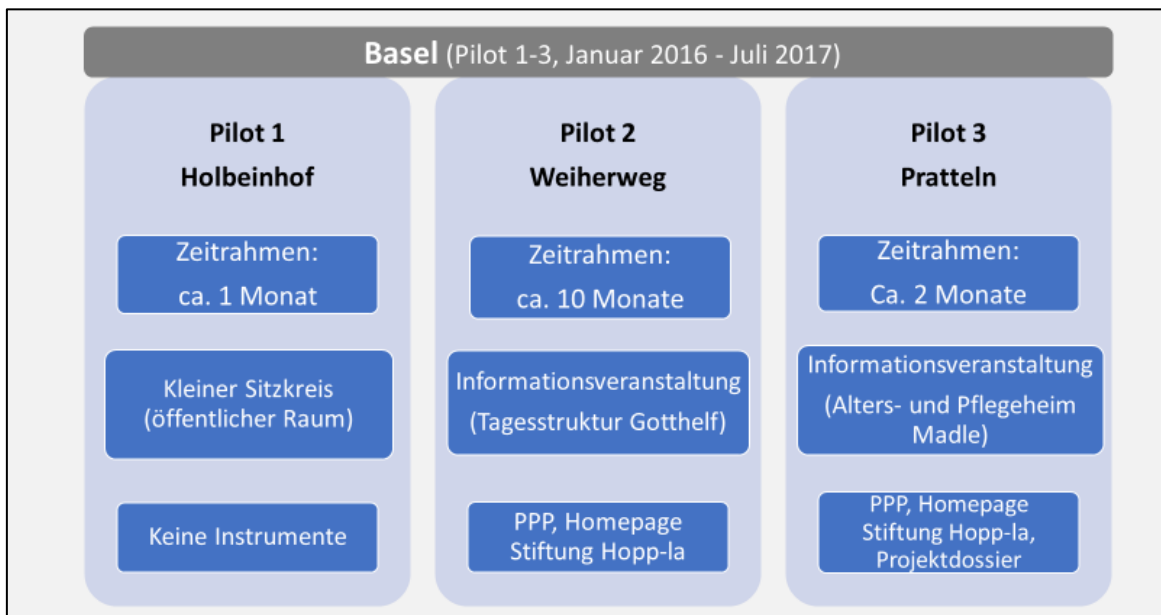 Basel (Pilot 1-3, Januar 2016 - Juli 2017)
Pilot 1
Holbeinhof
Zeitrahmen:
ca. 1 Monat
Kleiner Sitzkreis
(öffentlicher Raum)
Keine Instrumente
Pilot 2
Weiherweg
Zeitrahmen:
ca. 10 Monate
Informationsveranstaltung
(Tagesstruktur Gotthelf)
PPP, Homepage
Stiftung Hopp-la
Pilot 3
Pratteln
Zeitrahmen:
Ca. 2 Monate
Informationsveranstaltung
(Alters- und Pflegeheim
Madle)
PPP, Homepage
Stiftung Hopp-la,
Projektdossier